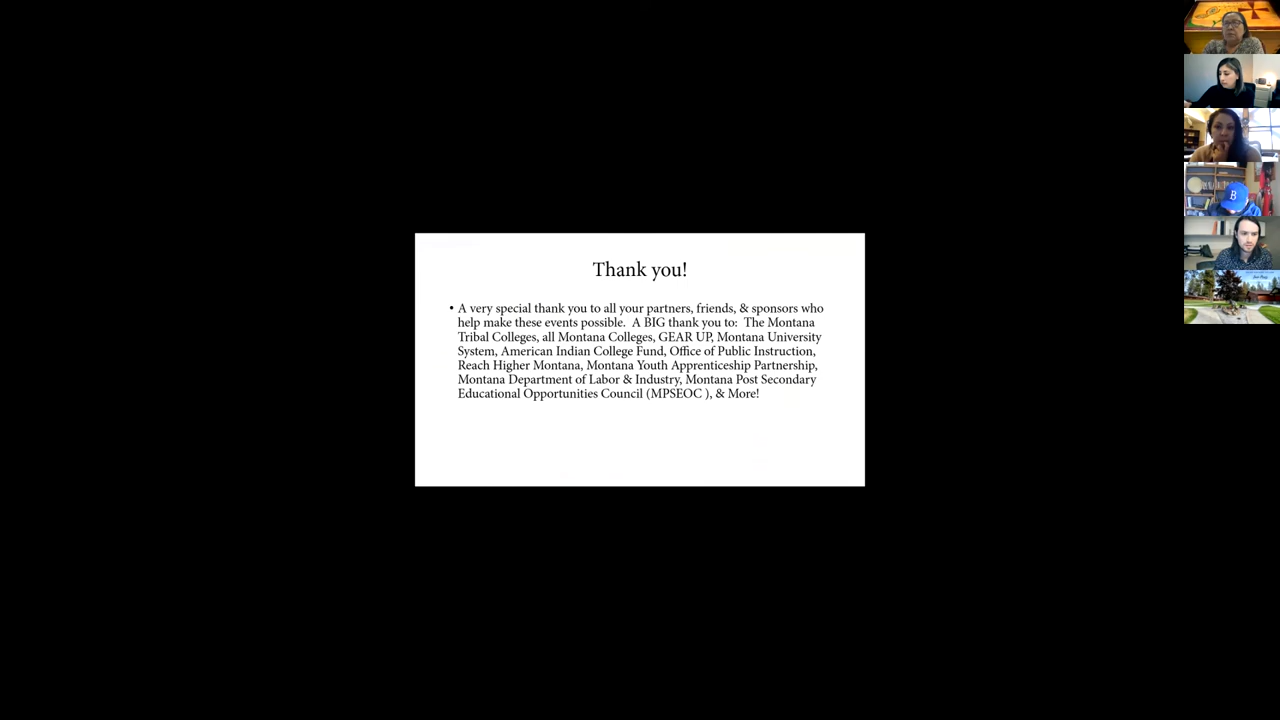 Thank you!
• A very special thank you to all your partners, friends, & sponsors who
help make these events possible.  A BIG thank you to:  The Montana
Tribal Colleges, all Montana Colleges, GEAR UP, Montana University
System, American Indian College Fund, Office of Public Instruction,
Reach Higher Montana, Montana Youth Apprenticeship Partnership,
Montana Department of Labor & Industry, Montana Post Secondary
Educational Opportunities Council (MPSEOC ), & More!
B